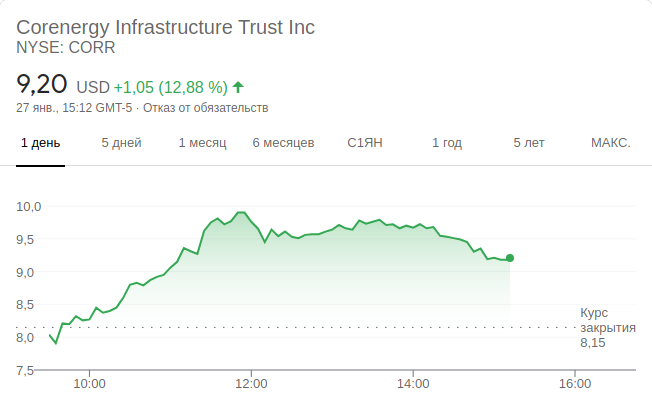 Corenergy Infrastructure Trust Inc
NYSE: CORR
9,20 USD +1,05 (12,88 %)
27 янв., 15:12 GMT-5 · Отказ от обязательств
1 день 5 дней 1 месяц 6 месяцев С1ЯН 1 год 5 лет МАКС.
10,0
9,5
9,0
8,5
8,0
7,5
Курс
закрытия
8,15
10:00 12:00 14:00 16:00